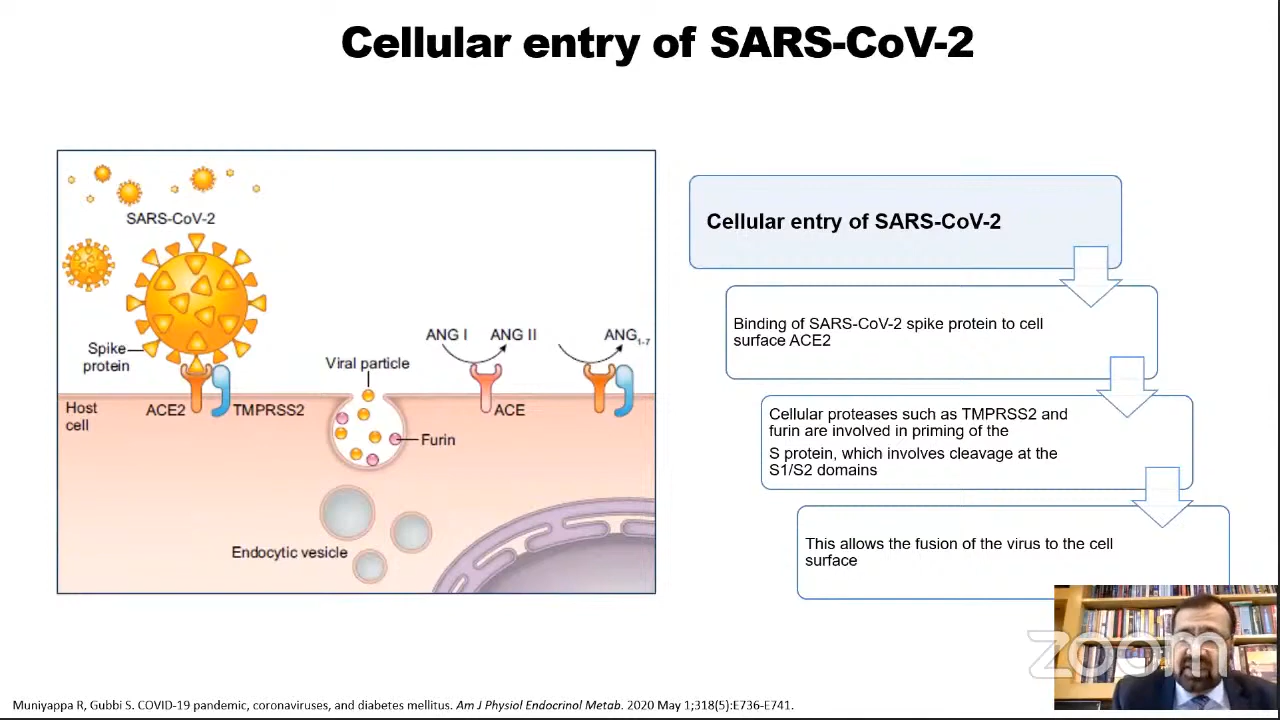 Cellular entry of SARS-CoV-2
SARS-CoV-2
Spike
protein
Host
cell
ACE2
TMPRSS2
Viral particle
Furin
Endocytic vesicle
ANG I
ANG II
ACE
ANG1-7
Cellular entry of SARS-CoV-2
Binding of SARS-CoV-2 spike protein to cell
surface ACE2
Cellular proteases such as TMPRSS2 and
furin are involved in priming of the
S protein, which involves cleavage at the
S1/S2 domains
This allows the fusion of the virus to the cell
surface
zoom
Muniyappa R, Gubbi S. COVID-19 pandemic, coronaviruses, and diabetes mellitus. Am J Physiol Endocrinol Metab. 2020 May 1;318(5):E736-E741.